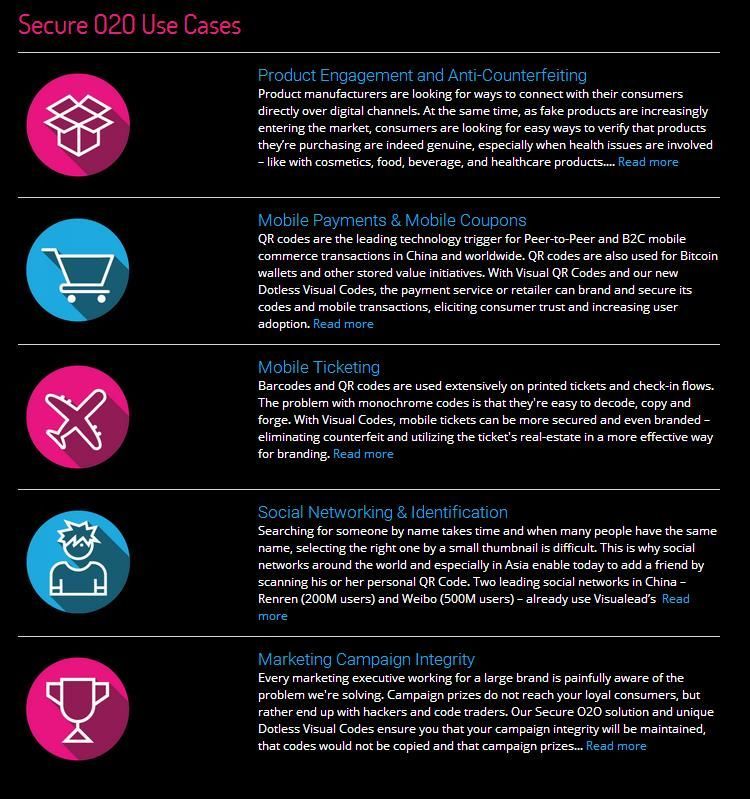 Secure O2O Use Cases
Product Engagement and Anti-Counterfeiting
Product manufacturers are looking for ways to connect with their consumers
directly over digital channels. At the same time, as fake products are increasingly
entering the market, consumers are looking for easy ways to verify that products
they're purchasing are indeed genuine, especially when health issues are involved
– like with cosmetics, food, beverage, and healthcare products.... Read more
Mobile Payments & Mobile Coupons
QR codes are the leading technology trigger for Peer-to-Peer and B2C mobile
commerce transactions in China and worldwide. QR codes are also used for Bitcoin
wallets and other stored value initiatives. With Visual QR Codes and our new
Dotless Visual Codes, the payment service or retailer can brand and secure its
codes and mobile transactions, eliciting consumer trust and increasing user
adoption. Read more
Mobile Ticketing
Barcodes and QR codes are used extensively on printed tickets and check-in flows.
The problem with monochrome codes is that they're easy to decode, copy and
forge. With Visual Codes, mobile tickets can be more secured and even branded –
eliminating counterfeit and utilizing the ticket's real-estate in a more effective way
for branding. Read more
Social Networking & Identification
Searching for someone by name takes time and when many people have the same
name, selecting the right one by a small thumbnail is difficult. This is why social
networks around the world and especially in Asia enable today to add a friend by
scanning his or her personal QR Code. Two leading social networks in China –
Renren (200M users) and Weibo (500M users) – already use Visualead's Read
more
Marketing Campaign Integrity
Every marketing executive working for a large brand is painfully aware of the
problem we're solving. Campaign prizes do not reach your loyal consumers, but
rather end up with hackers and code traders. Our Secure O2O solution and unique
Dotless Visual Codes ensure you that your campaign integrity will be maintained,
that codes would not be copied and that campaign prizes... Read more